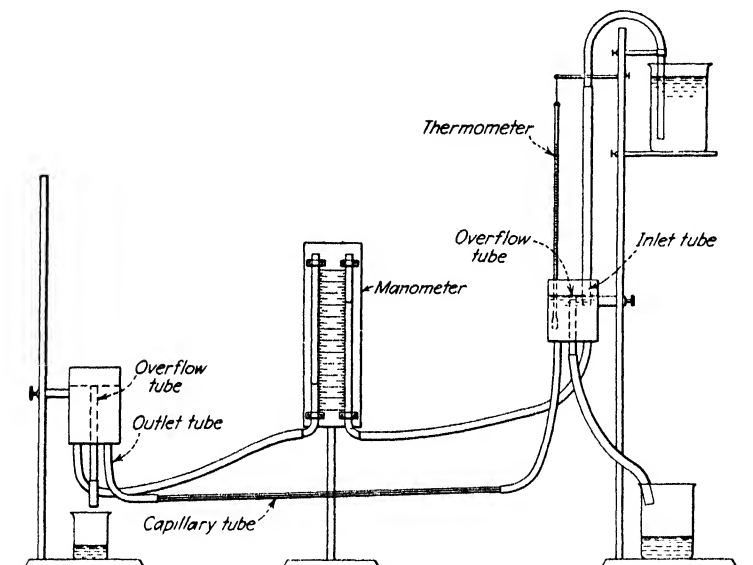 Thermometer
Overflow
tube
Inlet tube
Manometer
Overflow
tube
Outlet tube
Capillary tube